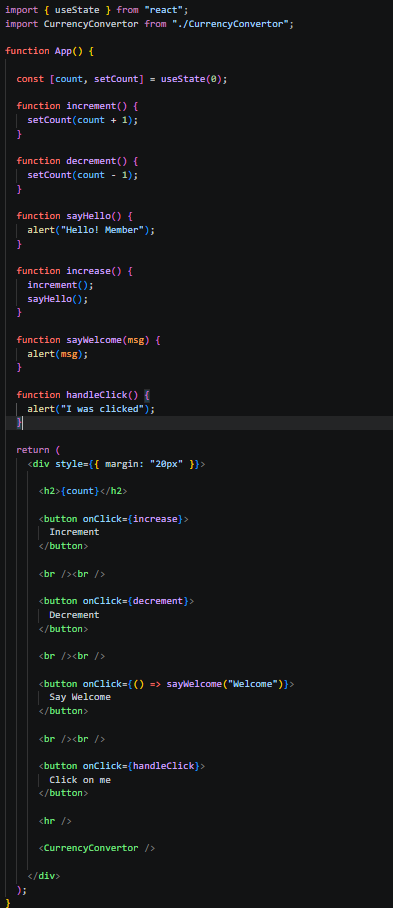 import { useState } from "react";
import CurrencyConvertor from "./CurrencyConvertor";
function App() {
const [count, setCount] = useState(0);
function increment() {
setCount(count + 1);
}
function decrement() {
setCount(count - 1);
}
function sayHello() {
alert("Hello! Member");
}
function increase() {
increment();
sayHello();
}
function sayWelcome(msg) {
alert(msg);
}
function handleClick() {
alert("I was clicked");
}
return (
<div style={{ margin: "20px" }}>
<h2>{count}</h2>
<button onClick={increase}>
Increment
</button>
<br /><br />
<button onClick={decrement}>
Decrement
</button>
<br /><br />
<button onClick={() => sayWelcome("Welcome")}>
Say Welcome
</button>
<br /><br />
<button onClick={handleClick}>
Click on me
</button>
<hr />
<CurrencyConvertor />
</div>
);
}